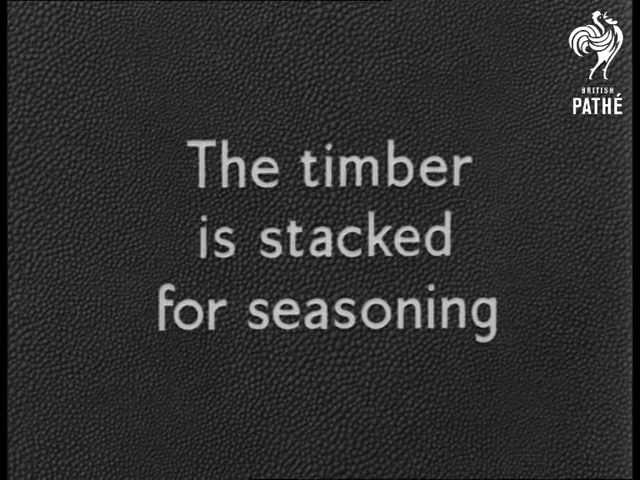 BRITISH
PATHÉ
The timber
is stacked
for seasoning